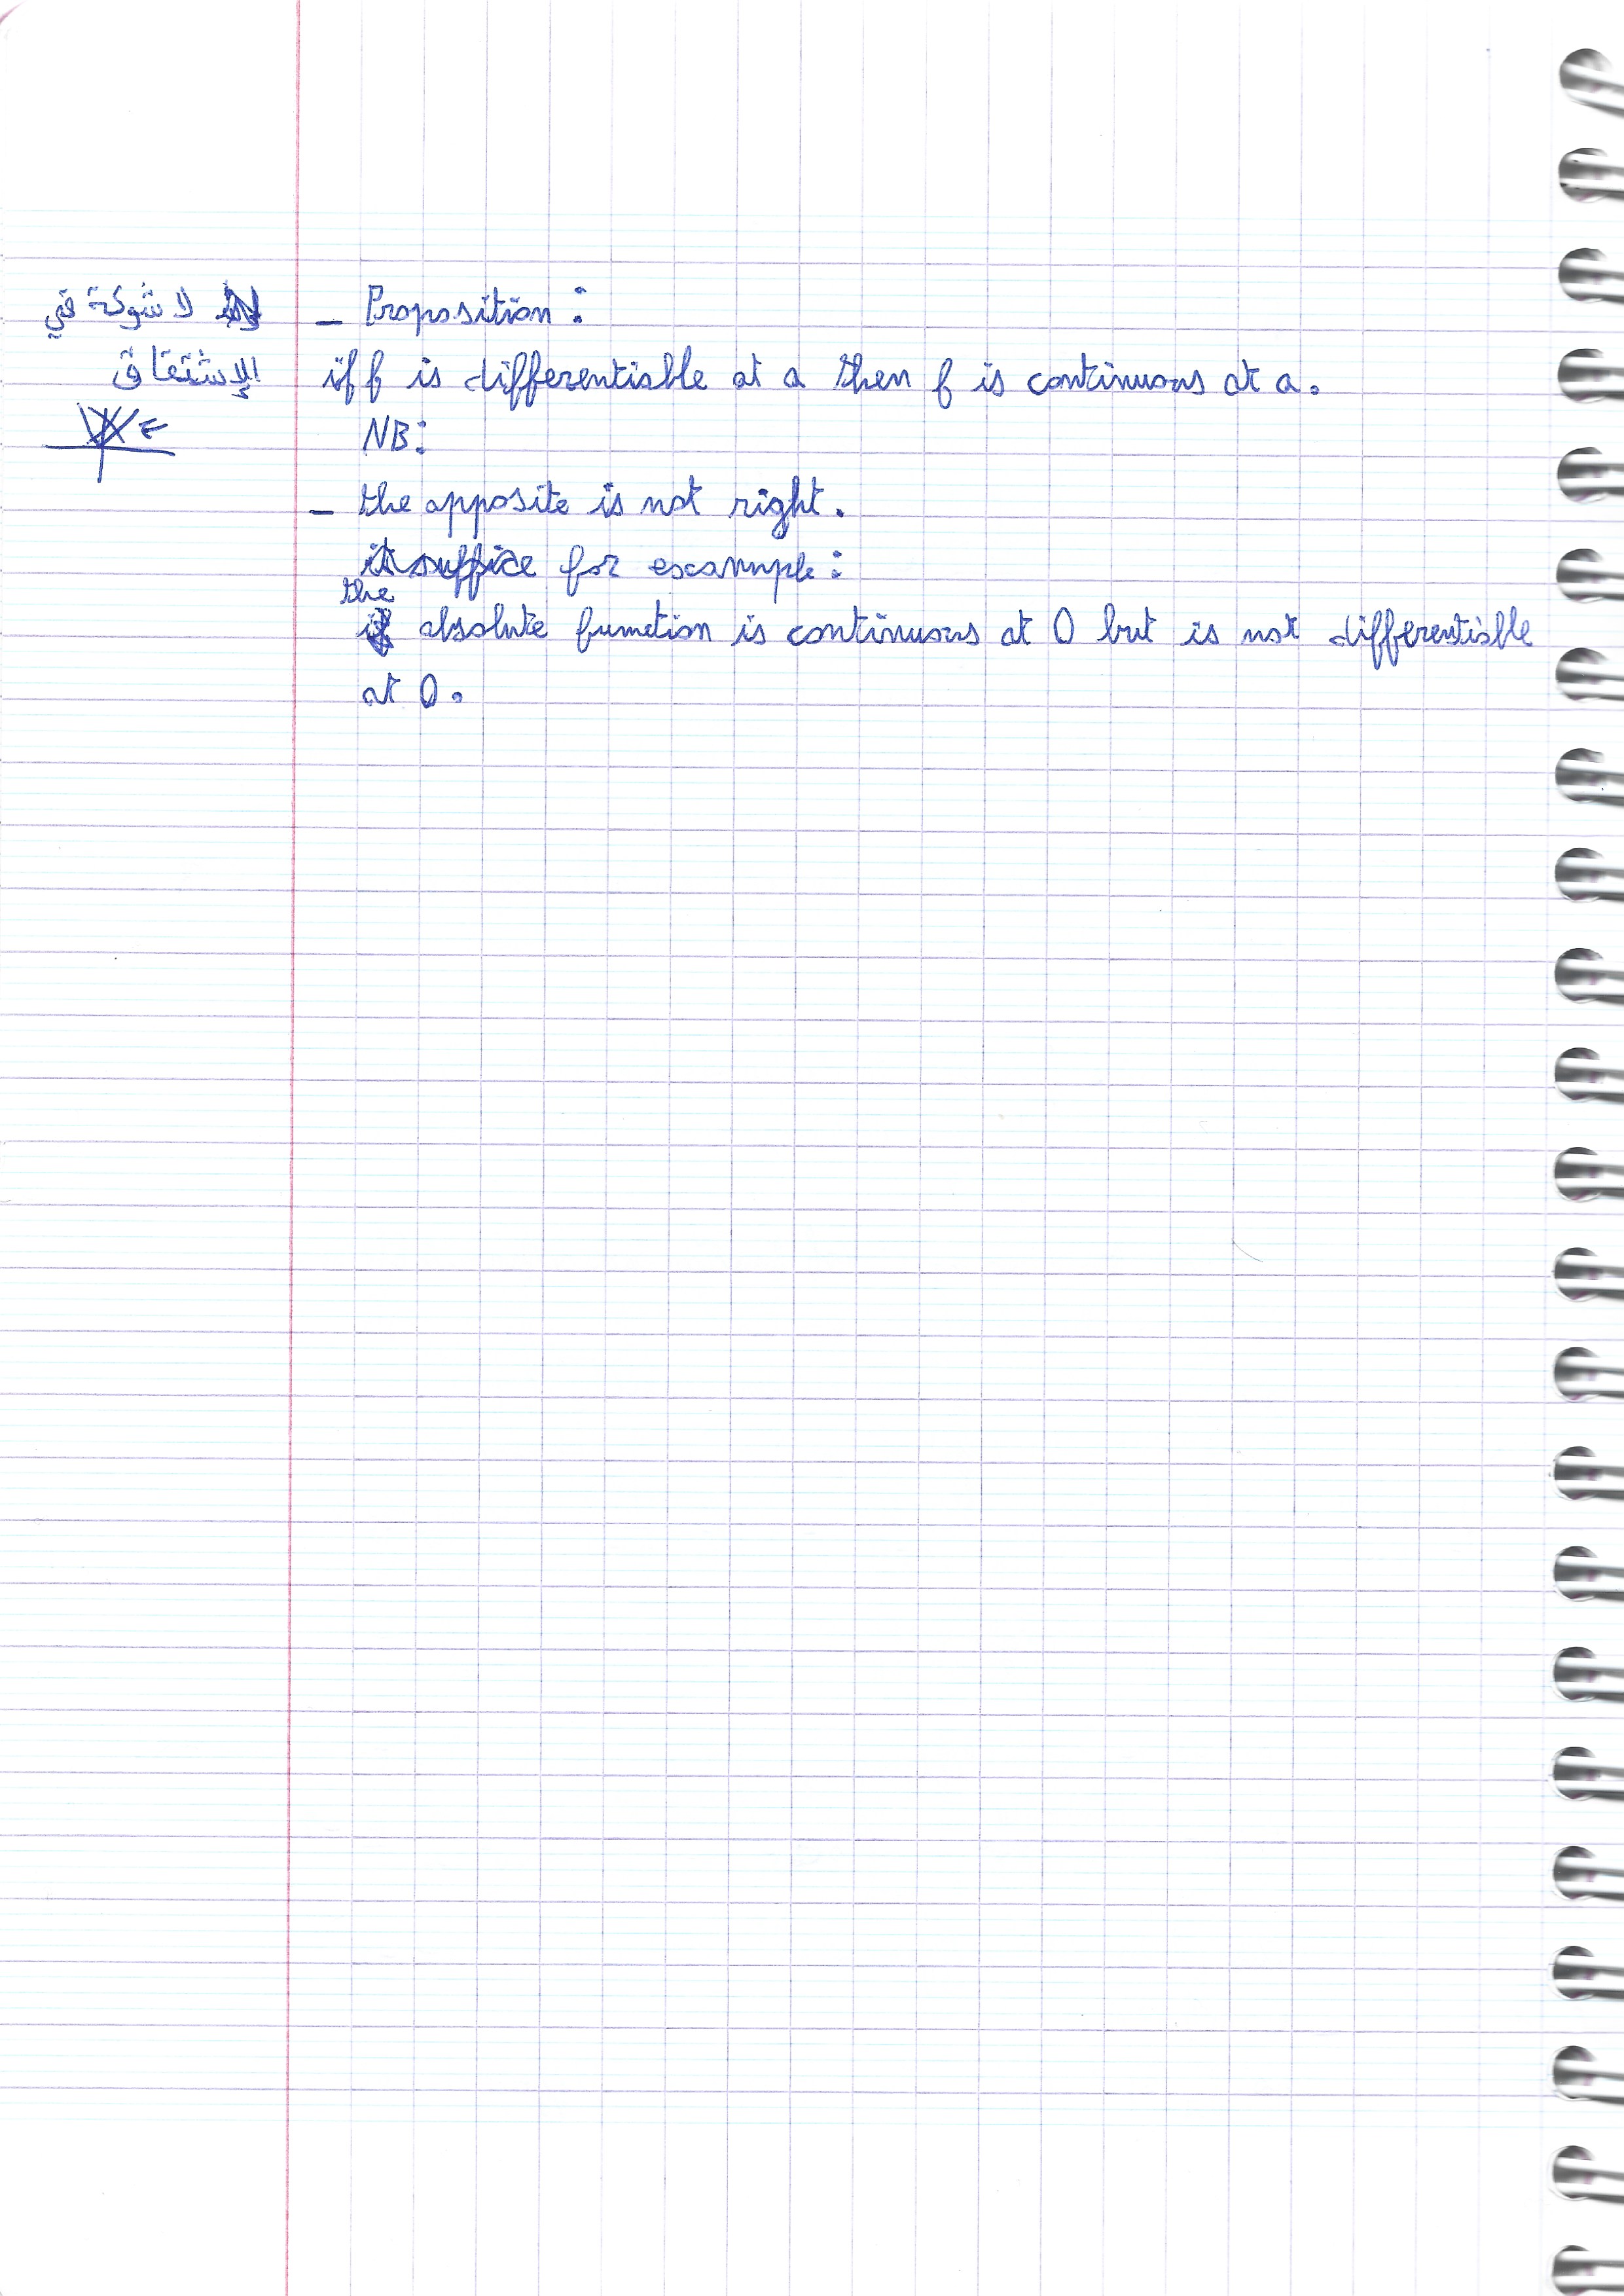 لا شوكة في
الإشتقاق
_ Proposition :
if f is differentiable at a then f is continuous at a.
NB:
_ the opposite is not right.
it suffice for escample :
the
absolute function is continuous at 0 but is not differentiable
at 0.